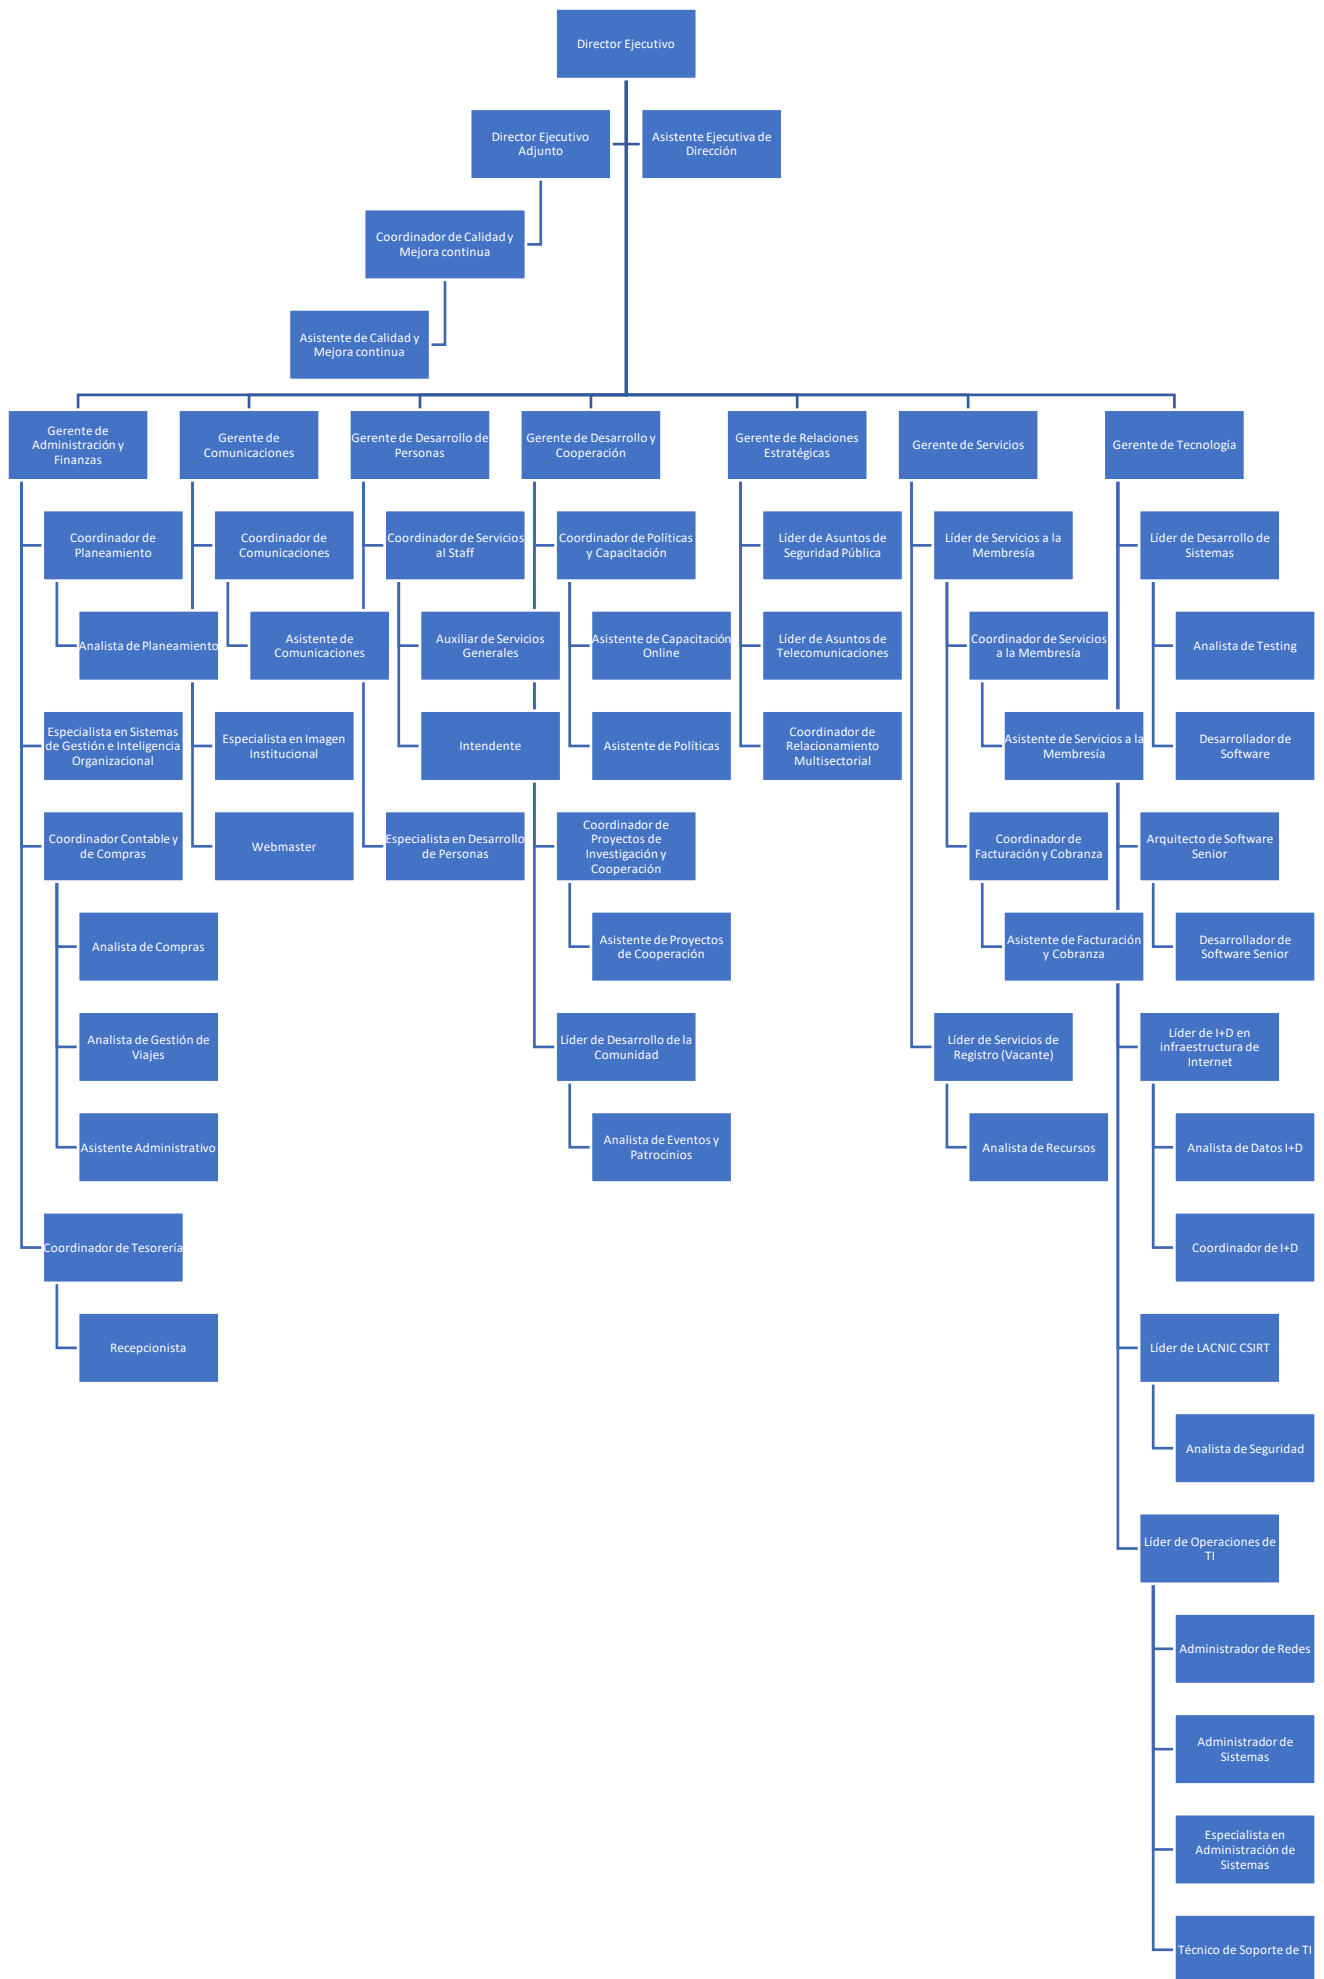 Director Ejecutivo
Director Ejecutivo
Adjunto
Asistente Ejecutiva de
Dirección
Coordinador de Calidad y
Mejora continua
Asistente de Calidad y
Mejora continua
Gerente de
Administración y
Finanzas
Coordinador de
Planeamiento
Analista de Planeamiento
Especialista en Sistemas
de Gestión e Inteligencia
Organizacional
Coordinador Contable y
de Compras
Analista de Compras
Analista de Gestión de
Viajes
Asistente Administrativo
Coordinador de Tesorería
Recepcionista
Gerente de
Comunicaciones
Coordinador de
Comunicaciones
Asistente de
Comunicaciones
Especialista en Imagen
Institucional
Webmaster
Gerente de Desarrollo de
Personas
Coordinador de Servicios
al Staff
Auxiliar de Servicios
Generales
Intendente
Especialista en Desarrollo
de Personas
Gerente de Desarrollo y
Cooperación
Coordinador de Políticas
y Capacitación
Asistente de Capacitación
Online
Asistente de Políticas
Coordinador de
Proyectos de
Investigación y
Cooperación
Asistente de Proyectos
de Cooperación
Líder de Desarrollo de la
Comunidad
Analista de Eventos y
Patrocinios
Gerente de Relaciones
Estratégicas
Líder de Asuntos de
Seguridad Pública
Líder de Asuntos de
Telecomunicaciones
Coordinador de
Relacionamiento
Multisectorial
Gerente de Servicios
Líder de Servicios a la
Membresía
Coordinador de Servicios
a la Membresía
Asistente de Servicios a la
Membresía
Coordinador de
Facturación y Cobranza
Asistente de Facturación
y Cobranza
Líder de Servicios de
Registro (Vacante)
Analista de Recursos
Gerente de Tecnología
Líder de Desarrollo de
Sistemas
Analista de Testing
Desarrollador de
Software
Arquitecto de Software
Senior
Desarrollador de
Software Senior
Líder de I+D en
infraestructura de
Internet
Analista de Datos I+D
Coordinador de I+D
Líder de LACNIC CSIRT
Analista de Seguridad
Líder de Operaciones de
TI
Administrador de Redes
Administrador de
Sistemas
Especialista en
Administración de
Sistemas
Técnico de Soporte de TI